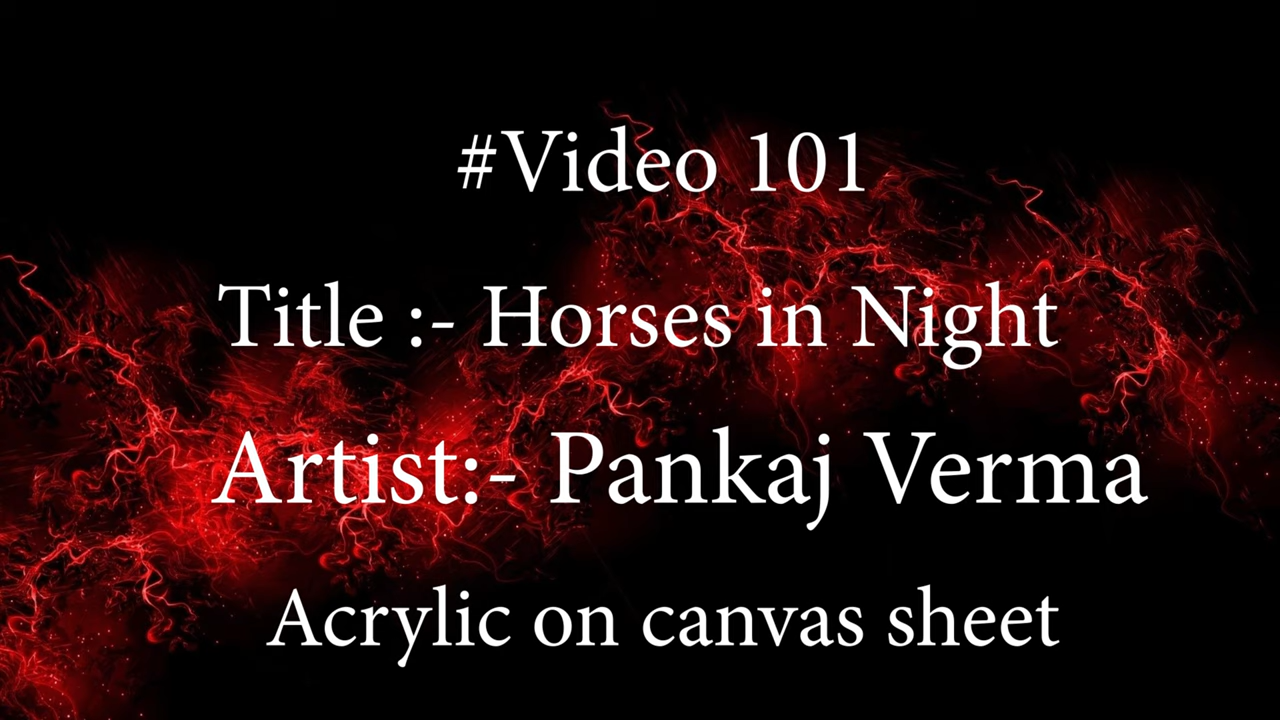 #Video 101
Title :- Horses in Night
Artist:- Pankaj Verma
Acrylic on canvas sheet